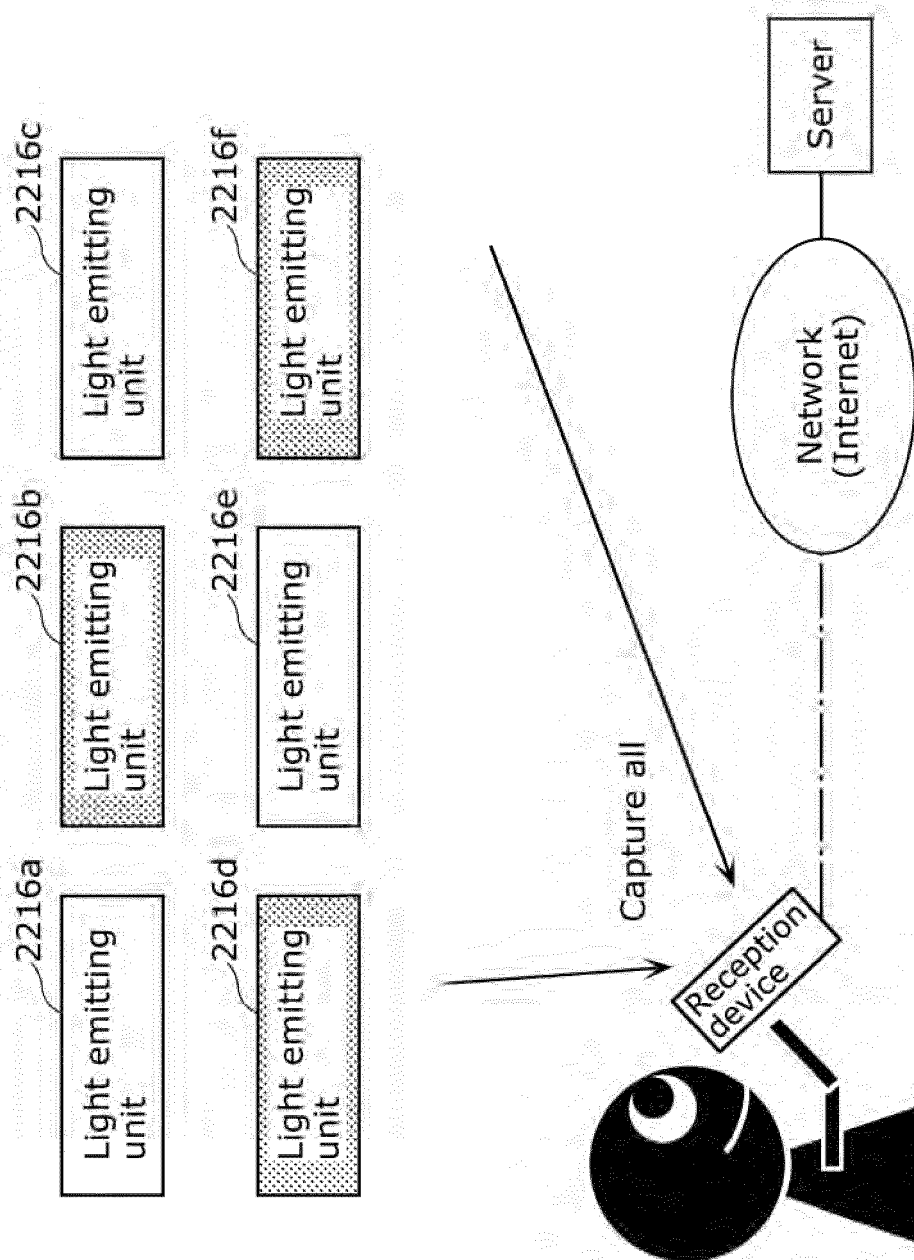 2216a
Light emitting
unit
2216b
Light emitting
unit
2216c
Light emitting
unit
2216d
Light emitting
unit
2216e
Light emitting
unit
2216f
Light emitting
unit
Capture all
Reception
device
Network
(Internet)
Server